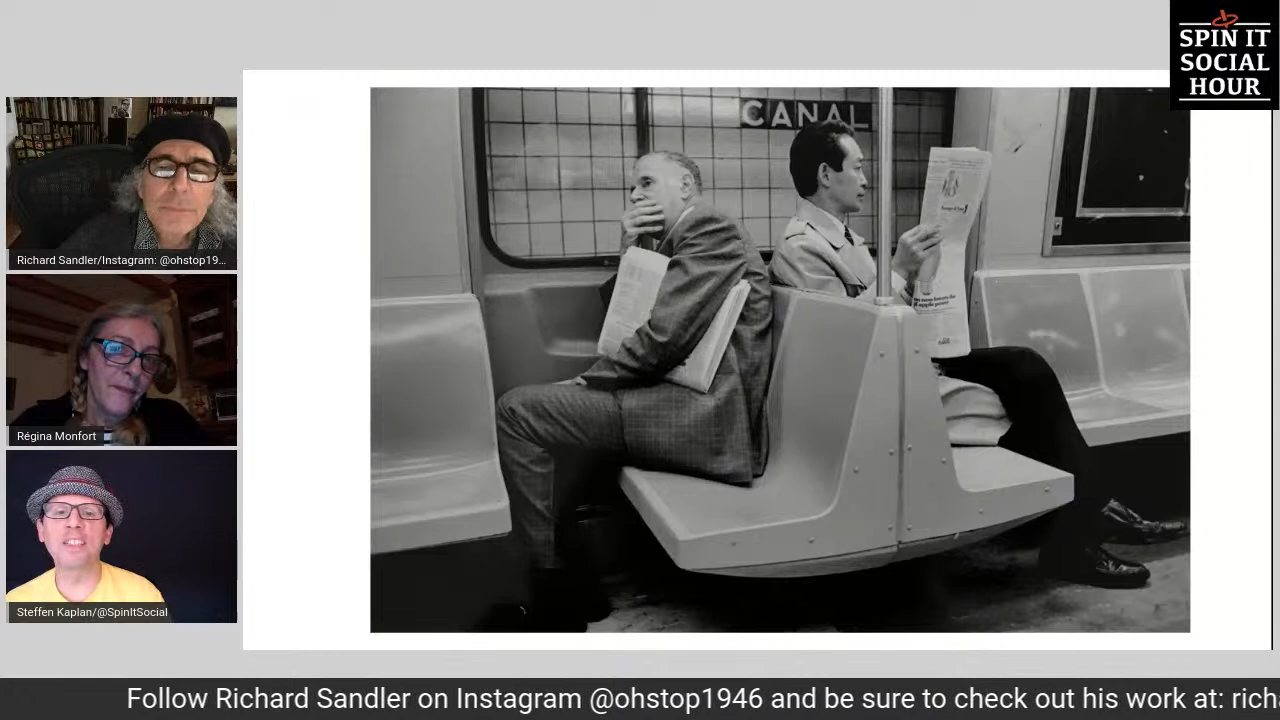 SPIN IT
SOCIAL
HOUR
CANAL
Richard Sandler/Instagram: @ohstop19...
Régina Monfort
Steffen Kaplan/@SpinItSocial
Follow Richard Sandler on Instagram @ohstop1946 and be sure to check out his work at: rich